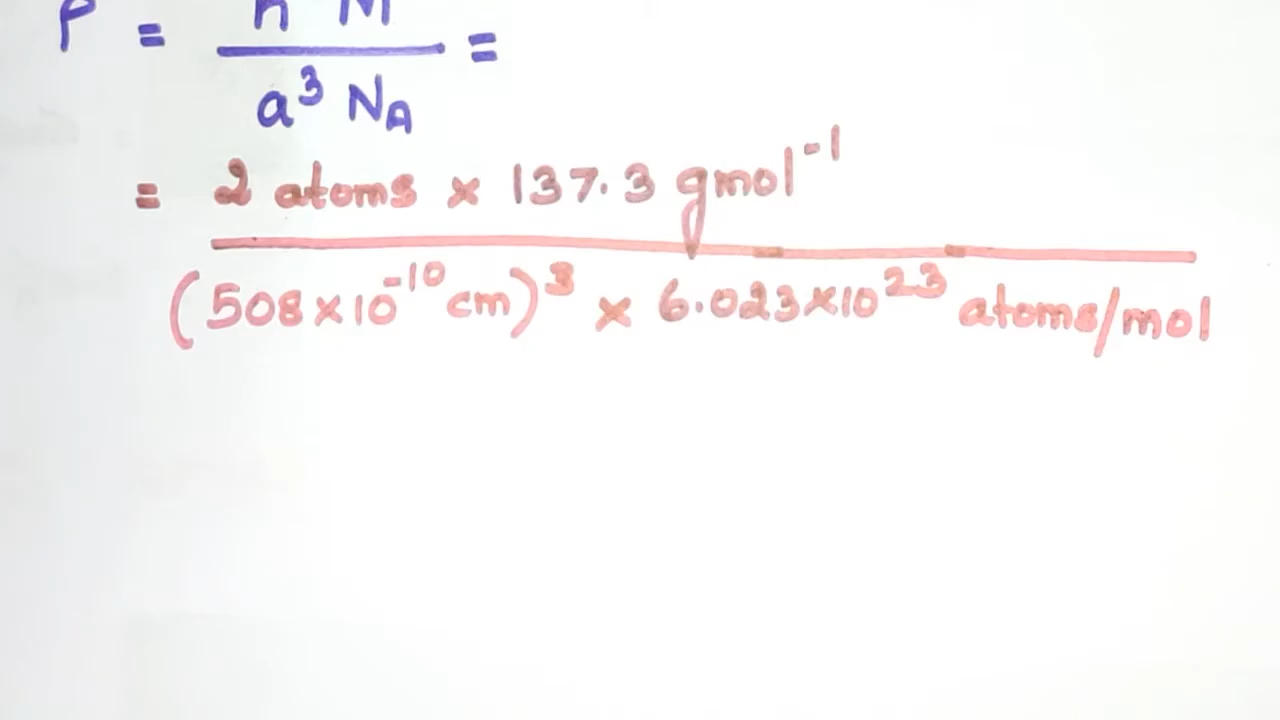 ρ = n M / a³ N_A =
= 2 atoms × 137.3 gmol⁻¹
(508×10⁻¹⁰ cm)³ × 6.023×10²³ atoms/mol